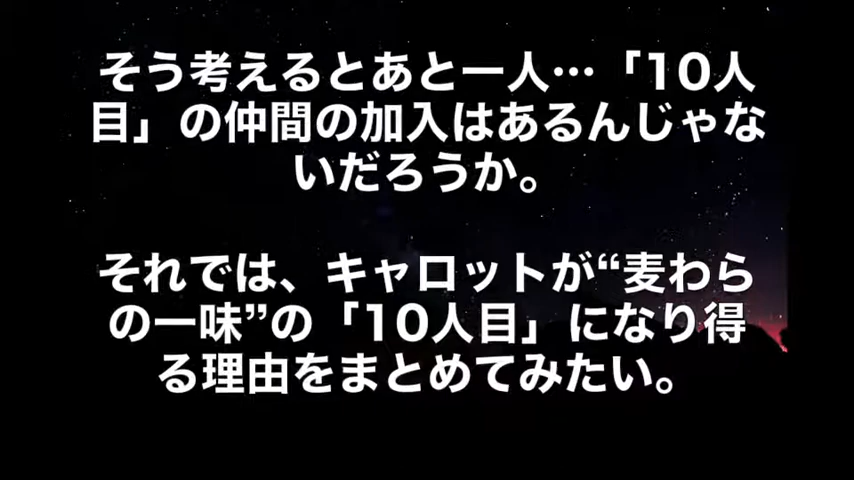 そう考えるとあと一人…「10人
目」の仲間の加入はあるんじゃな
いだろうか。
それでは、キャロットが“麦わら
の一味”の「10人目」になり得
る理由をまとめてみたい。